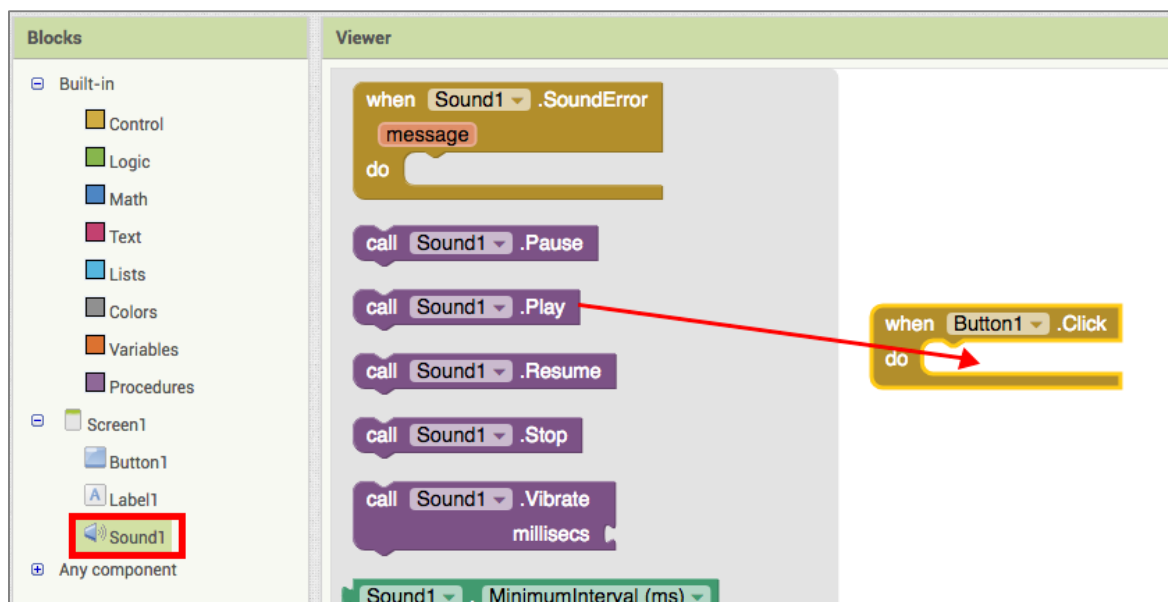 Blocks
Built-in
Control
Logic
Math
Text
Lists
Colors
Variables
Procedures
Screen1
Button1
A Label1
Sound1
Any component
Viewer
when Sound1 .SoundError
message
do
call Sound1 .Pause
call Sound1 .Play
call Sound1 .Resume
call Sound1 .Stop
call Sound1 .Vibrate
millisecs
Sound1 . MinimumInterval (ms)
when Button1 .Click
do